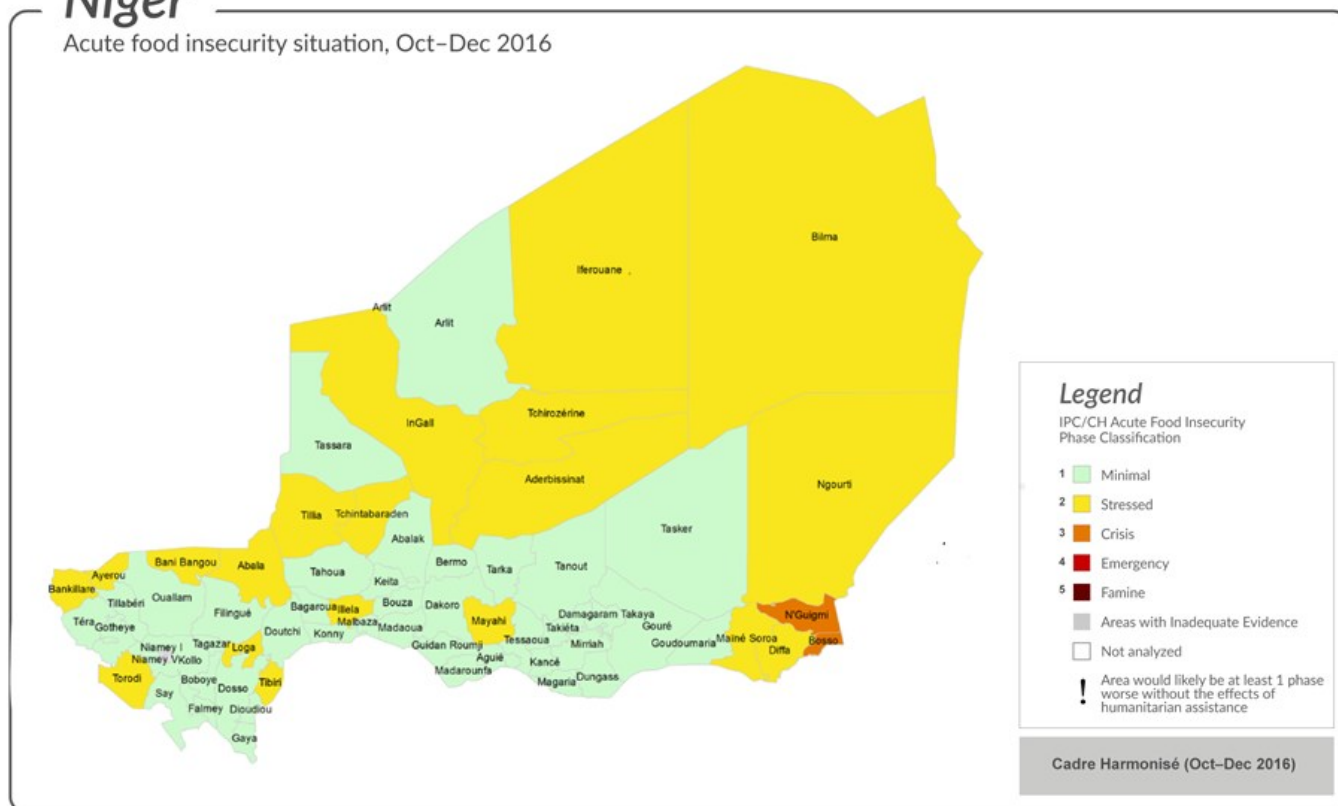 Niger
Acute food insecurity situation, Oct–Dec 2016
Bilma
Iferouane
Arlit
Arlit
Tchirozérine
InGall
Tassara
Aderbissinat
Ngourti
Tillia
Tchintabaraden
Tasker
Abalak
Bani Bangou
Abala
Bermo
Tanout
Tarka
Ayerou
Tahoua
Bankillare
Keita
Ouallam
Tillabéri
Filingué
Bagaroua
Illela
Bouza
Dakoro
N'Guigmi
Téra
Gotheye
Malbaza
Mayahi
Damagaram Takaya
Doutchi
Konny
Madaoua
Takiéta
Gouré
Tessaoua
Mirriah
Goudoumaria
Mainé Soroa
Bosso
Niamey I
Tagazar
Loga
Guidan Roumji
Diffa
Niamey V
Kollo
Aguié
Kancé
Torodi
Boboye
Tibiri
Madarounfa
Dungass
Say
Dosso
Magaria
Falmey
Dioudiou
Gaya
Legend
IPC/CH Acute Food Insecurity
Phase Classification
1 Minimal
2 Stressed
3 Crisis
4 Emergency
5 Famine
Areas with Inadequate Evidence
Not analyzed
! Area would likely be at least 1 phase
worse without the effects of
humanitarian assistance
Cadre Harmonisé (Oct–Dec 2016)